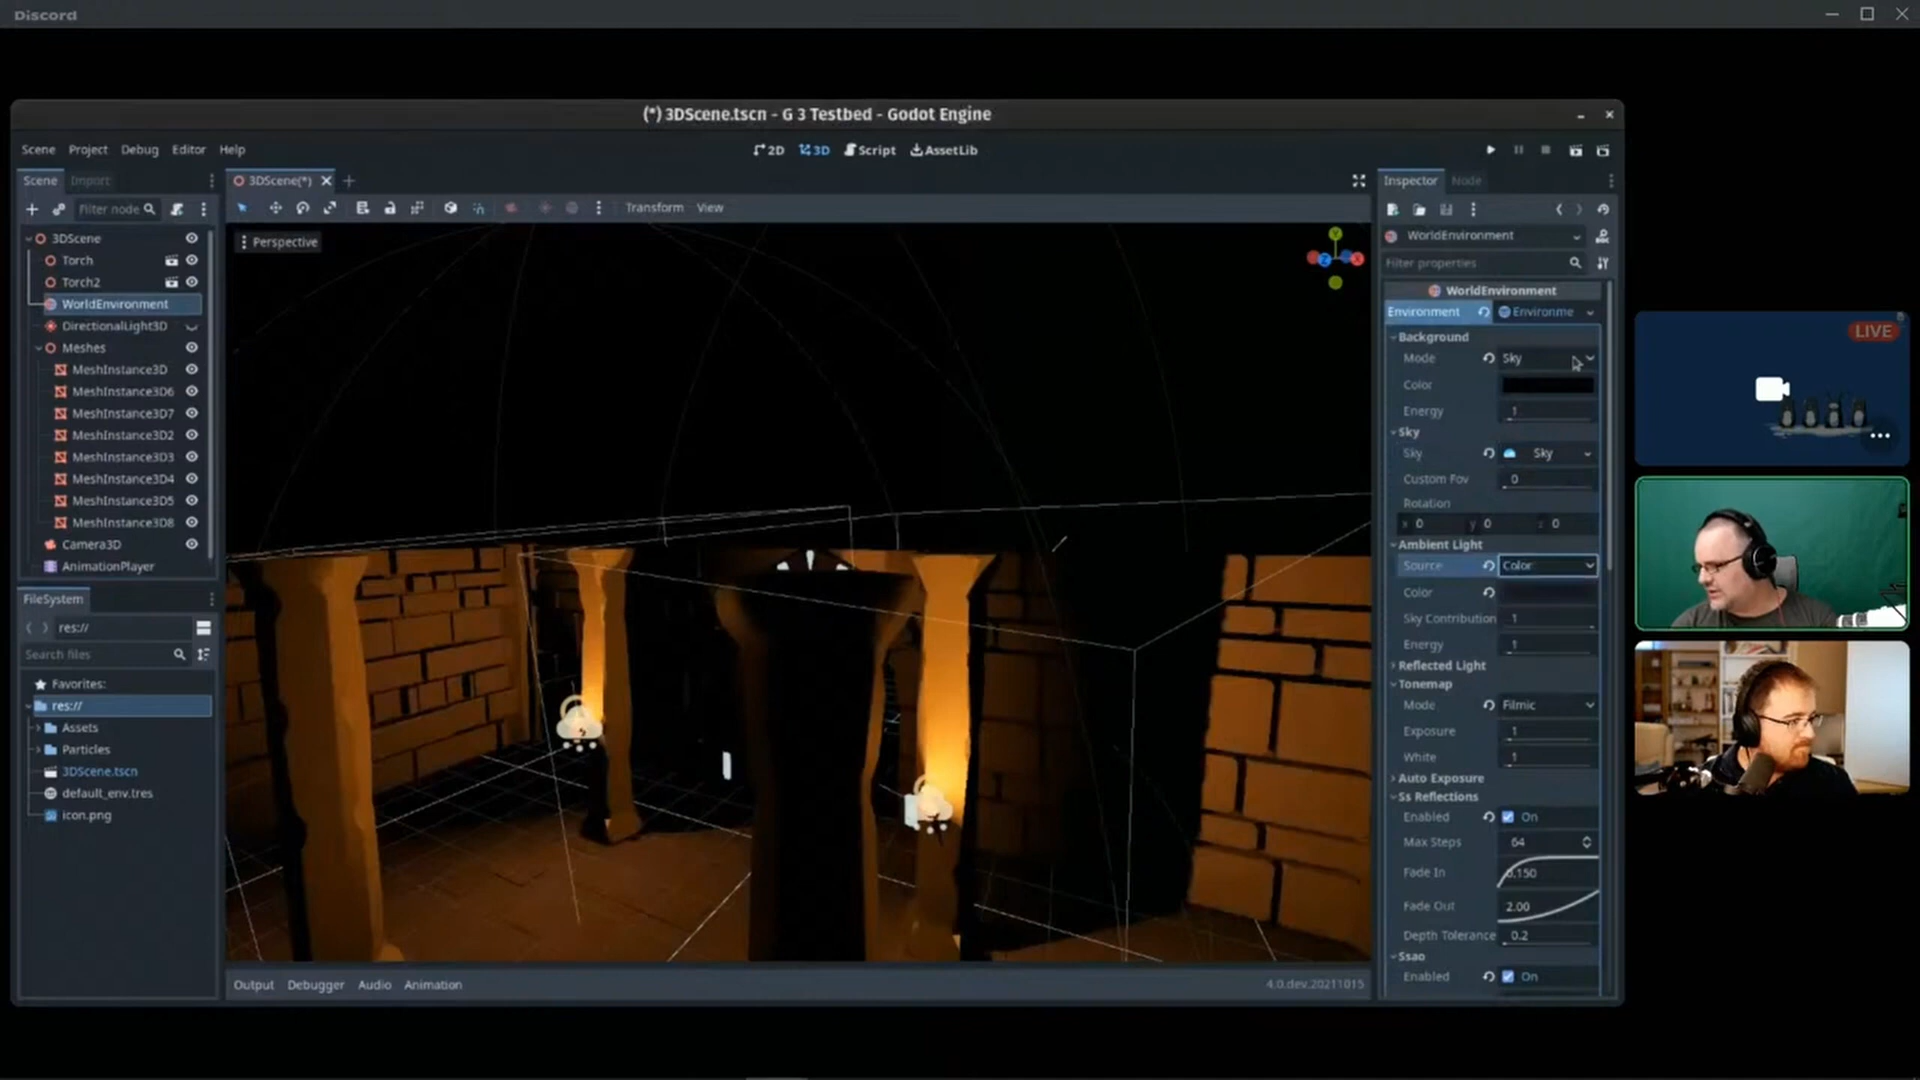 Discord
(*) 3DScene.tscn - G 3 Testbed - Godot Engine
Scene Project Debug Editor Help
2D 3D Script AssetLib
Scene Import
3DScene(*)
Inspector Node
Filter node
Transform View
Perspective
3DScene
Torch
Torch2
WorldEnvironment
DirectionalLight3D
Meshes
MeshInstance3D
MeshInstance3D6
MeshInstance3D7
MeshInstance3D2
MeshInstance3D3
MeshInstance3D4
MeshInstance3D5
MeshInstance3D8
Camera3D
AnimationPlayer
FileSystem
res://
Search files
Favorites:
res://
Assets
Particles
3DScene.tscn
default_env.tres
icon.png
Y
Z X
Output Debugger Audio Animation
4.0.dev.20211015
WorldEnvironment
Filter properties
WorldEnvironment
Environment Environme
Background
Mode Sky
Color
Energy 1
Sky
Sky Sky
Custom Fov 0
Rotation
x 0 y 0 z 0
Ambient Light
Source Color
Color
Sky Contribution 1
Energy 1
Reflected Light
Tonemap
Mode Filmic
Exposure 1
White 1
Auto Exposure
Ss Reflections
Enabled On
Max Steps 64
Fade In 0.150
Fade Out 2.00
Depth Tolerance 0.2
Ssao
Enabled On
LIVE